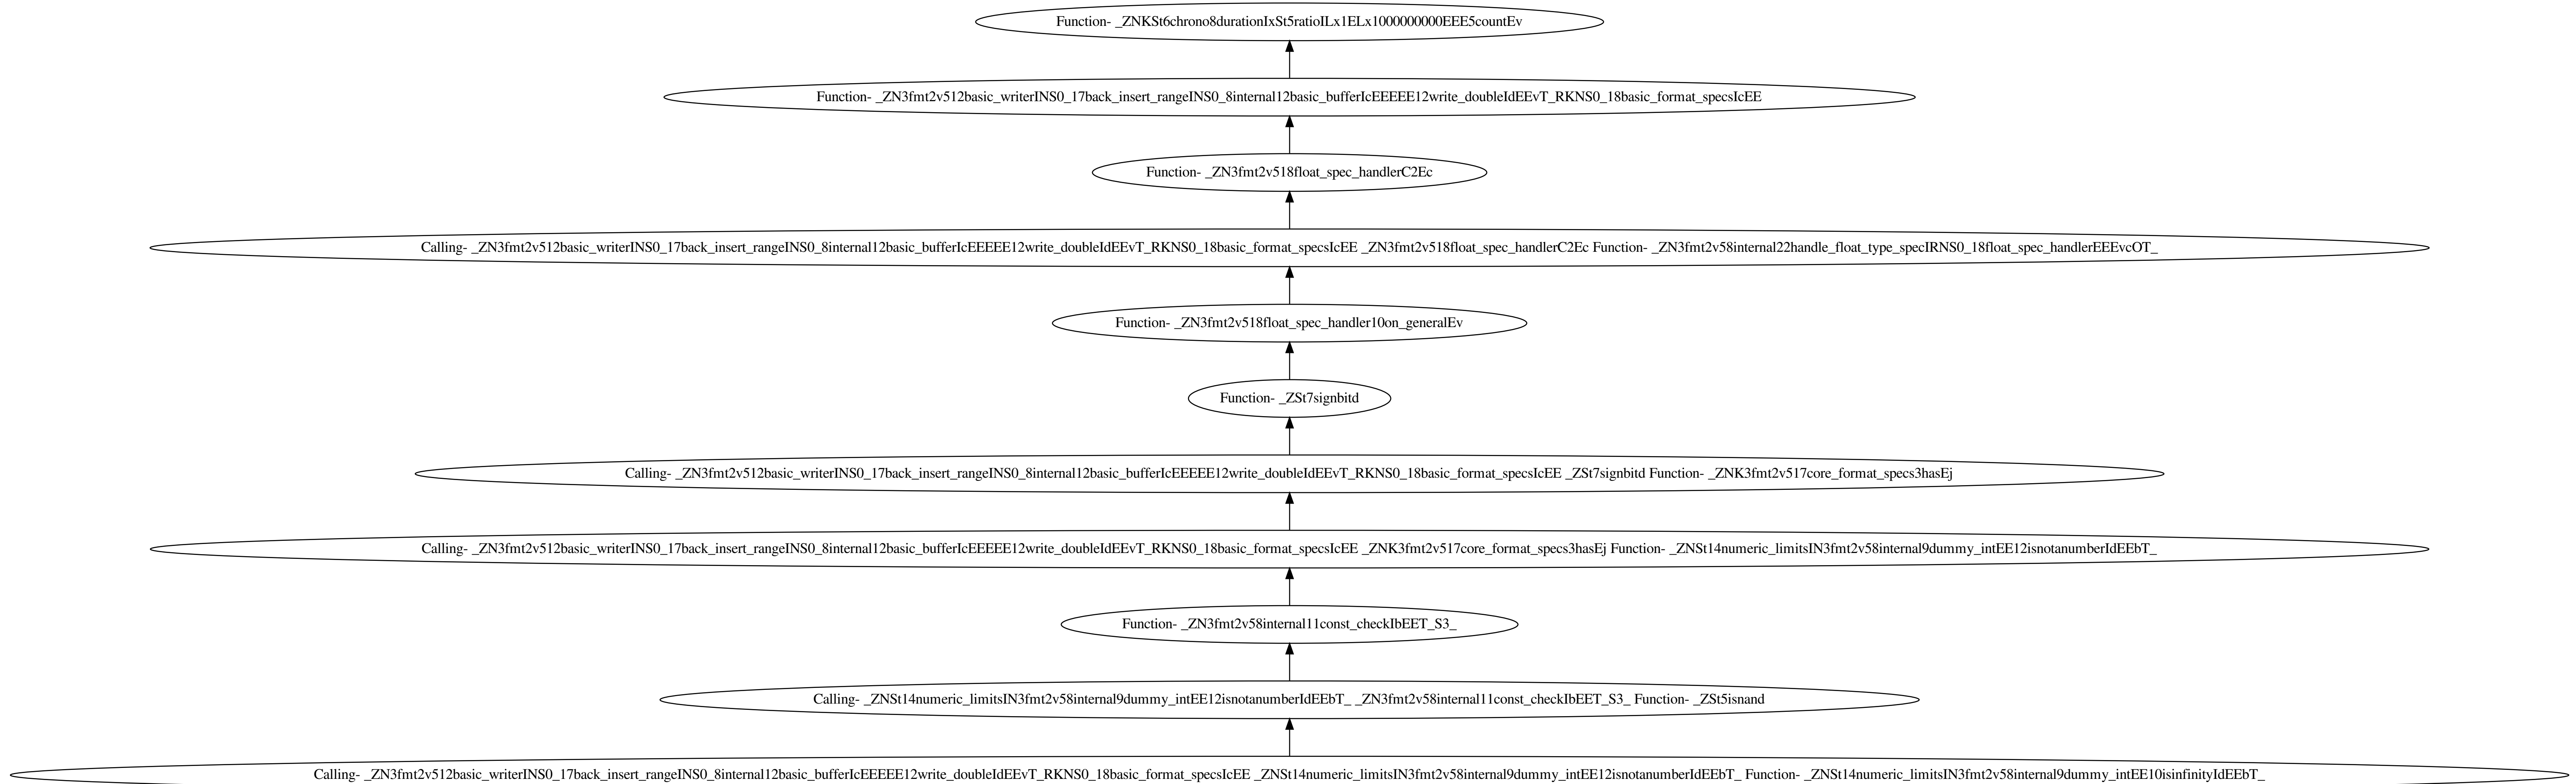 Function- _ZNKSt6chrono8durationIxSt5ratioILx1ELx1000000000EEE5countEv
Function- _ZN3fmt2v512basic_writerINS0_17back_insert_rangeINS0_8internal12basic_bufferIcEEEEE12write_doubleIdEEvT_RKNS0_18basic_format_specsIcEE
Function- _ZN3fmt2v518float_spec_handlerC2Ec
Calling- _ZN3fmt2v512basic_writerINS0_17back_insert_rangeINS0_8internal12basic_bufferIcEEEEE12write_doubleIdEEvT_RKNS0_18basic_format_specsIcEE _ZN3fmt2v518float_spec_handlerC2Ec Function- _ZN3fmt2v58internal22handle_float_type_specIRNS0_18float_spec_handlerEEEvcOT_
Function- _ZN3fmt2v518float_spec_handler10on_generalEv
Function- _ZSt7signbitd
Calling- _ZN3fmt2v512basic_writerINS0_17back_insert_rangeINS0_8internal12basic_bufferIcEEEEE12write_doubleIdEEvT_RKNS0_18basic_format_specsIcEE _ZSt7signbitd Function- _ZNK3fmt2v517core_format_specs3hasEj
Calling- _ZN3fmt2v512basic_writerINS0_17back_insert_rangeINS0_8internal12basic_bufferIcEEEEE12write_doubleIdEEvT_RKNS0_18basic_format_specsIcEE _ZNK3fmt2v517core_format_specs3hasEj Function- _ZNSt14numeric_limitsIN3fmt2v58internal9dummy_intEE12isnotanumberIdEEbT_
Function- _ZN3fmt2v58internal11const_checkIbEET_S3_
Calling- _ZNSt14numeric_limitsIN3fmt2v58internal9dummy_intEE12isnotanumberIdEEbT_ _ZN3fmt2v58internal11const_checkIbEET_S3_ Function- _ZSt5isnand
Calling- _ZN3fmt2v512basic_writerINS0_17back_insert_rangeINS0_8internal12basic_bufferIcEEEEE12write_doubleIdEEvT_RKNS0_18basic_format_specsIcEE _ZNSt14numeric_limitsIN3fmt2v58internal9dummy_intEE12isnotanumberIdEEbT_ Function- _ZNSt14numeric_limitsIN3fmt2v58internal9dummy_intEE10isinfinityIdEEbT_